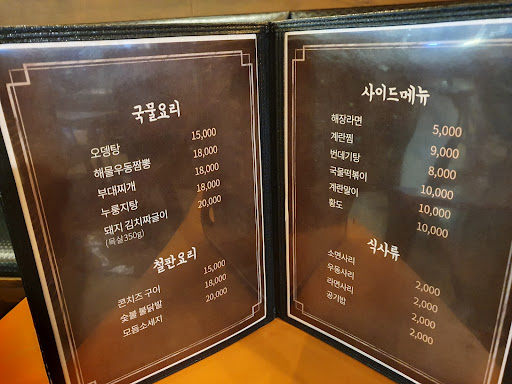 국물요리
오뎅탕 15,000
해물우동짬뽕 18,000
부대찌개 18,000
누룽지탕 18,000
돼지 김치짜글이 20,000
(목살350g)
철판요리
콘치즈 구이 15,000
숯불 불닭발 18,000
모듬소세지 20,000
사이드메뉴
해장라면 5,000
계란찜 9,000
번데기탕 8,000
국물떡볶이 10,000
계란말이 10,000
황도 10,000
식사류
소면사리 2,000
우동사리 2,000
라면사리 2,000
공기밥 2,000